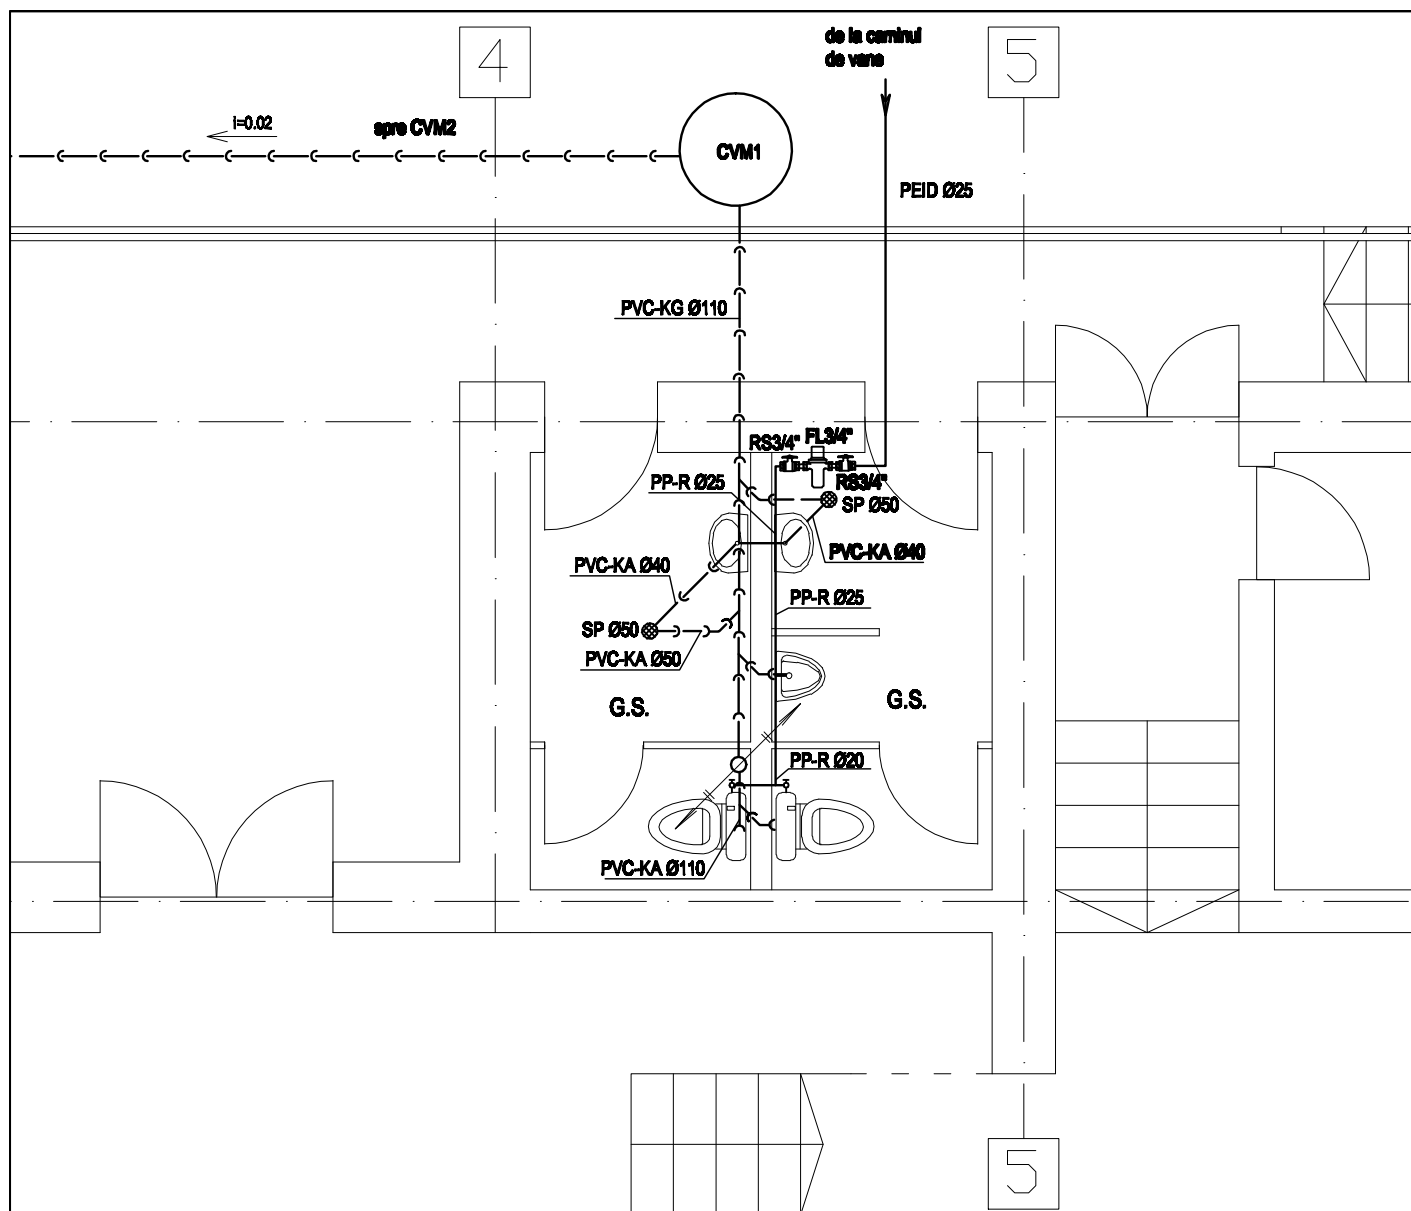 4
de la caminul
de vane
5
i=0.02
spre CVM2
CVM1
PEID Ø25
PVC-KG Ø110
RS3/4"
FL3/4"
PP-R Ø25
RS3/4"
SP Ø50
PVC-KA Ø40
PVC-KA Ø40
PP-R Ø25
SP Ø50
PVC-KA Ø50
G.S.
G.S.
PP-R Ø20
PVC-KA Ø110
5